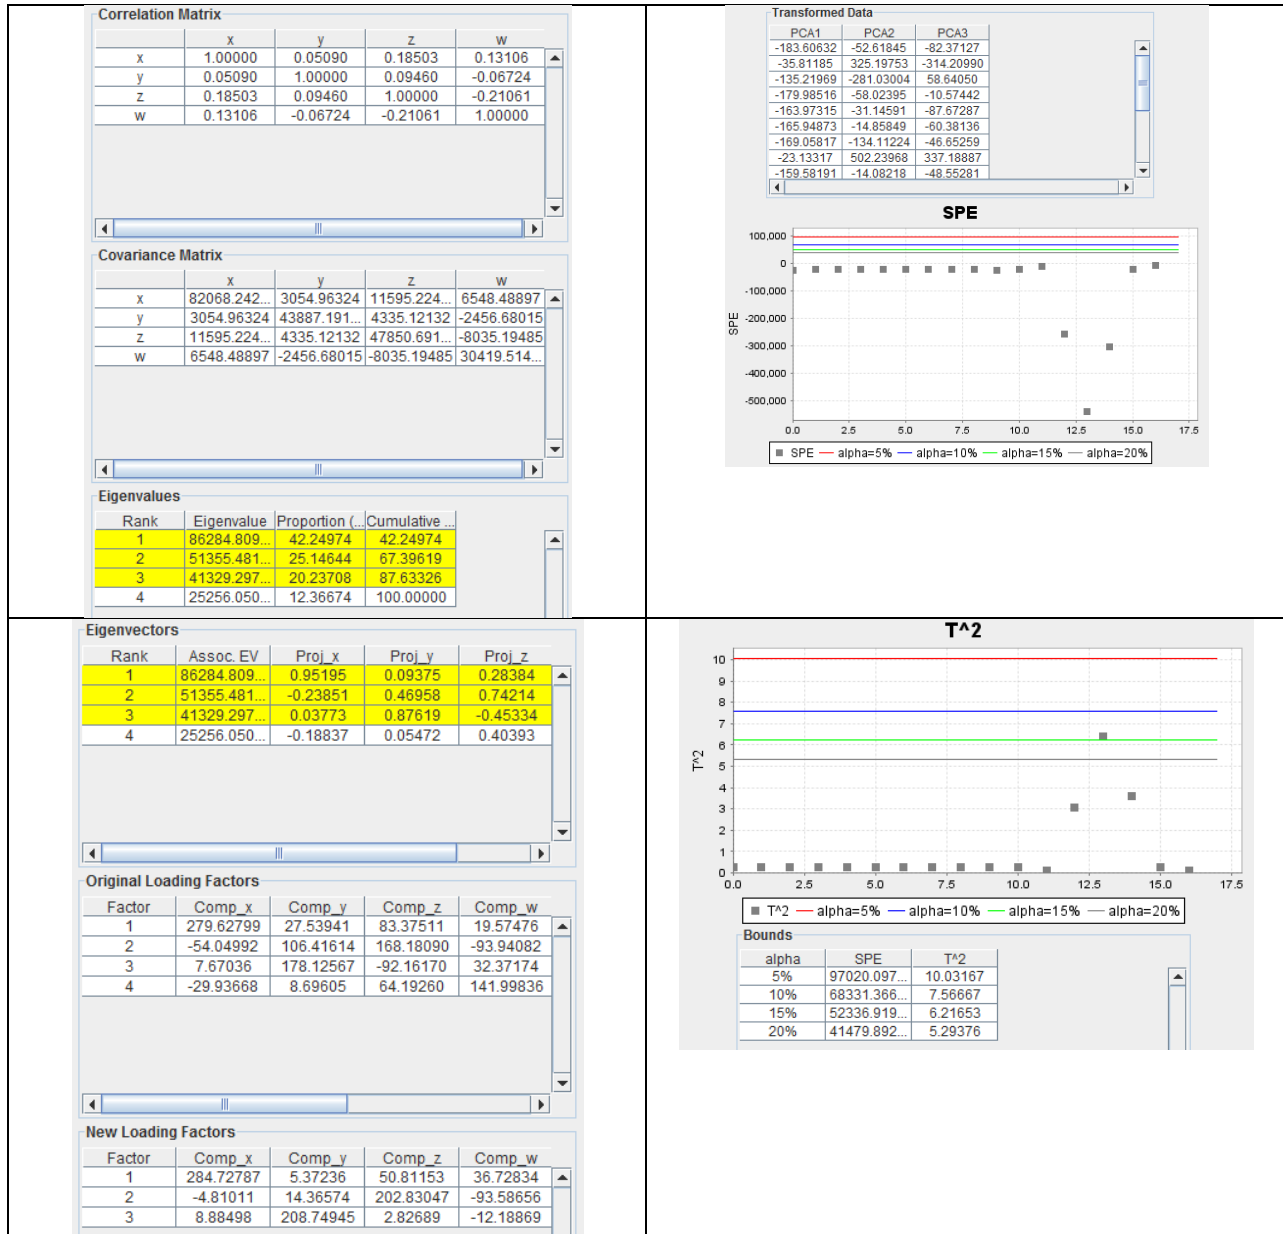 Correlation Matrix
x y z w
x 1.00000 0.05090 0.18503 0.13106
y 0.05090 1.00000 0.09460 -0.06724
z 0.18503 0.09460 1.00000 -0.21061
w 0.13106 -0.06724 -0.21061 1.00000
Covariance Matrix
x y z w
x 82068.242... 3054.96324 11595.224... 6548.48897
y 3054.96324 43887.191... 4335.12132 -2456.68015
z 11595.224... 4335.12132 47850.691... -8035.19485
w 6548.48897 -2456.68015 -8035.19485 30419.514...
Eigenvalues
Rank Eigenvalue Proportion (... Cumulative ...
1 86284.809... 42.24974 42.24974
2 51355.481... 25.14644 67.39619
3 41329.297... 20.23708 87.63326
4 25256.050... 12.36674 100.00000
Transformed Data
PCA1 PCA2 PCA3
-183.60632 -52.61845 -82.37127
-35.81185 325.19753 -314.20990
-135.21969 -281.03004 58.64050
-179.98516 -58.02395 -10.57442
-163.97315 -31.14591 -87.67287
-165.94873 -14.85849 -60.38136
-169.05817 -134.11224 -46.65259
-23.13317 502.23968 337.18887
-159.58191 -14.08218 -48.55281
SPE
100,000
0
-100,000
-200,000
-300,000
-400,000
-500,000
SPE
0.0 2.5 5.0 7.5 10.0 12.5 15.0 17.5
SPE alpha=5% alpha=10% alpha=15% alpha=20%
Eigenvectors
Rank Assoc. EV Proj_x Proj_y Proj_z
1 86284.809... 0.95195 0.09375 0.28384
2 51355.481... -0.23851 0.46958 0.74214
3 41329.297... 0.03773 0.87619 -0.45334
4 25256.050... -0.18837 0.05472 0.40393
Original Loading Factors
Factor Comp_x Comp_y Comp_z Comp_w
1 279.62799 27.53941 83.37511 19.57476
2 -54.04992 106.41614 168.18090 -93.94082
3 7.67036 178.12567 -92.16170 32.37174
4 -29.93668 8.69605 64.19260 141.99836
New Loading Factors
Factor Comp_x Comp_y Comp_z Comp_w
1 284.72787 5.37236 50.81153 36.72834
2 -4.81011 14.36574 202.83047 -93.58656
3 8.88498 208.74945 2.82689 -12.18869
T^2
10
9
8
7
6
5
4
3
2
1
0
T^2
0.0 2.5 5.0 7.5 10.0 12.5 15.0 17.5
T^2 alpha=5% alpha=10% alpha=15% alpha=20%
Bounds
alpha SPE T^2
5% 97020.097... 10.03167
10% 68331.366... 7.56667
15% 52336.919... 6.21653
20% 41479.892... 5.29376